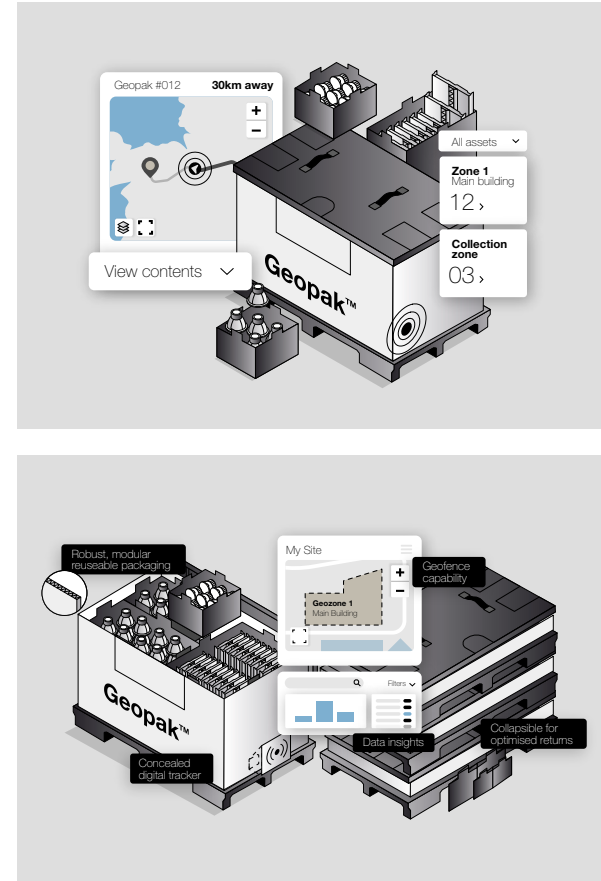 Geopak #012 30km away
+
−
View contents
All assets
Zone 1
Main building
12 ›
Collection
zone
03 ›
Geopak™
Robust, modular
reuseable packaging
My Site
+
−
Geozone 1
Main Building
Geofence
capability
Filters
Data insights
Collapsible for
optimised returns
Geopak™
Concealed
digital tracker